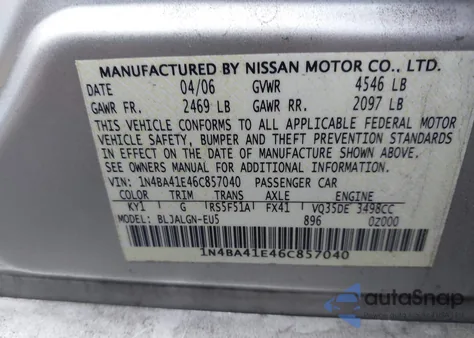 MANUFACTURED BY NISSAN MOTOR CO., LTD.
DATE 04/06 GVWR 4546 LB
GAWR FR. 2469 LB GAWR RR. 2097 LB
THIS VEHICLE CONFORMS TO ALL APPLICABLE FEDERAL MOTOR
VEHICLE SAFETY, BUMPER AND THEFT PREVENTION STANDARDS
IN EFFECT ON THE DATE OF MANUFACTURE SHOWN ABOVE.
SEE OWNERS MANUAL FOR ADDITIONAL INFORMATION.
VIN: 1N4BA41E46C857040 PASSENGER CAR
COLOR TRIM TRANS AXLE ENGINE
KY1 G RS5F51A FX41 VQ35DE 3498CC
MODEL: BLJALGN-EU5 896 0Z000
1N4BA41E46C857040
autoSnap